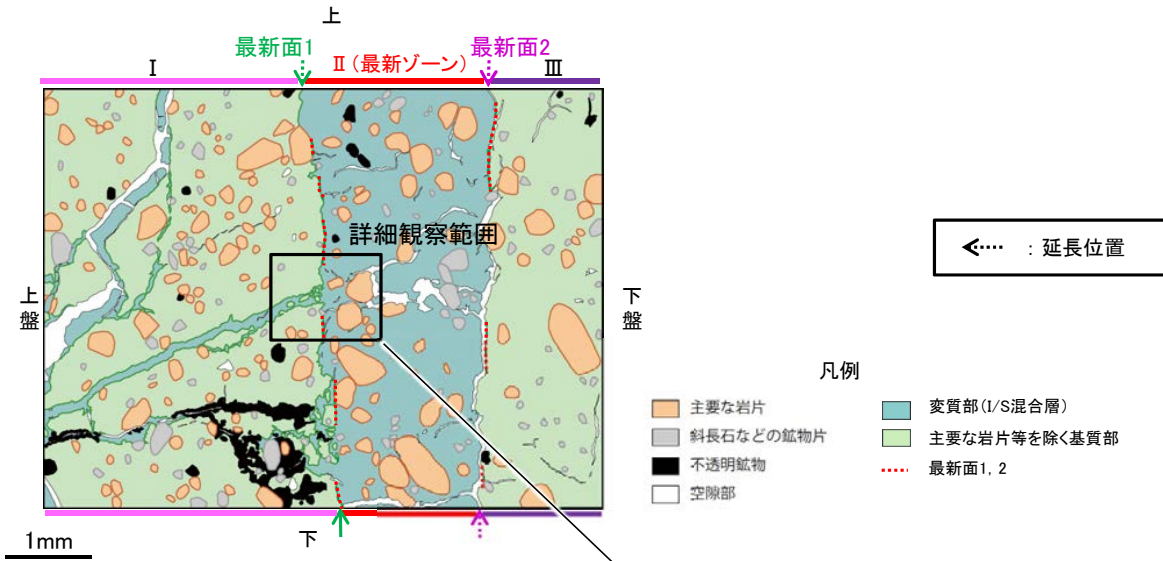 上
最新面1
最新面2
Ⅰ
Ⅱ(最新ゾーン)
Ⅲ
詳細観察範囲
上盤
下盤
下
1mm
: 延長位置
凡例
主要な岩片
斜長石などの鉱物片
不透明鉱物
空隙部
変質部(I/S混合層)
主要な岩片等を除く基質部
最新面1, 2